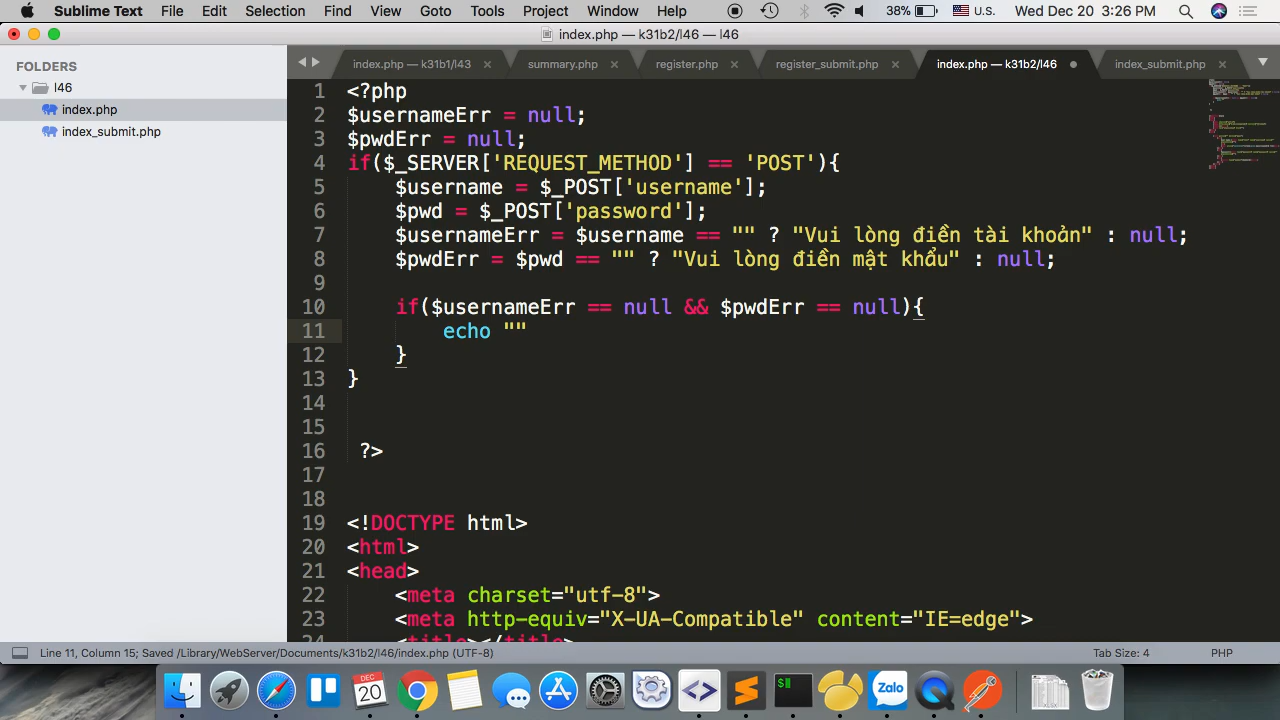 Sublime Text File Edit Selection Find View Goto Tools Project Window Help 38% U.S. Wed Dec 20 3:26 PM
index.php — k31b2/l46 — l46
FOLDERS
l46
index.php
index_submit.php
index.php — k31b1/l43 summary.php register.php register_submit.php index.php — k31b2/l46 index_submit.php
1 <?php
2 $usernameErr = null;
3 $pwdErr = null;
4 if($_SERVER['REQUEST_METHOD'] == 'POST'){
5 $username = $_POST['username'];
6 $pwd = $_POST['password'];
7 $usernameErr = $username == "" ? "Vui lòng điền tài khoản" : null;
8 $pwdErr = $pwd == "" ? "Vui lòng điền mật khẩu" : null;
9
10 if($usernameErr == null && $pwdErr == null){
11 echo ""
12 }
13 }
14
15
16 ?>
17
18
19 <!DOCTYPE html>
20 <html>
21 <head>
22 <meta charset="utf-8">
23 <meta http-equiv="X-UA-Compatible" content="IE=edge">
24 <title></title>
Line 11, Column 15; Saved /Library/WebServer/Documents/k31b2/l46/index.php (UTF-8) Tab Size: 4 PHP
DEC
20
Zalo